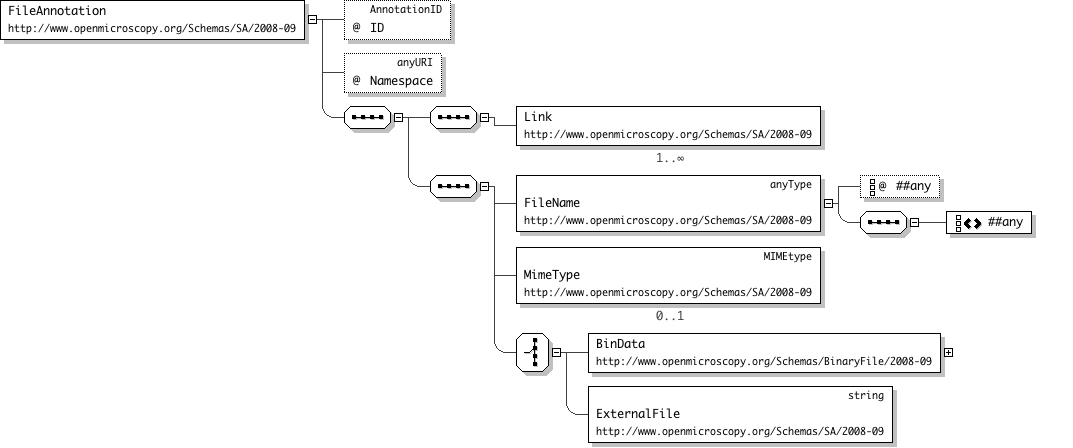 FileAnnotation
http://www.openmicroscopy.org/Schemas/SA/2008-09
AnnotationID
@ ID
anyURI
@ Namespace
Link
http://www.openmicroscopy.org/Schemas/SA/2008-09
1..∞
anyType
FileName
http://www.openmicroscopy.org/Schemas/SA/2008-09
@ ##any
##any
MIMEtype
MimeType
http://www.openmicroscopy.org/Schemas/SA/2008-09
0..1
BinData
http://www.openmicroscopy.org/Schemas/BinaryFile/2008-09
string
ExternalFile
http://www.openmicroscopy.org/Schemas/SA/2008-09